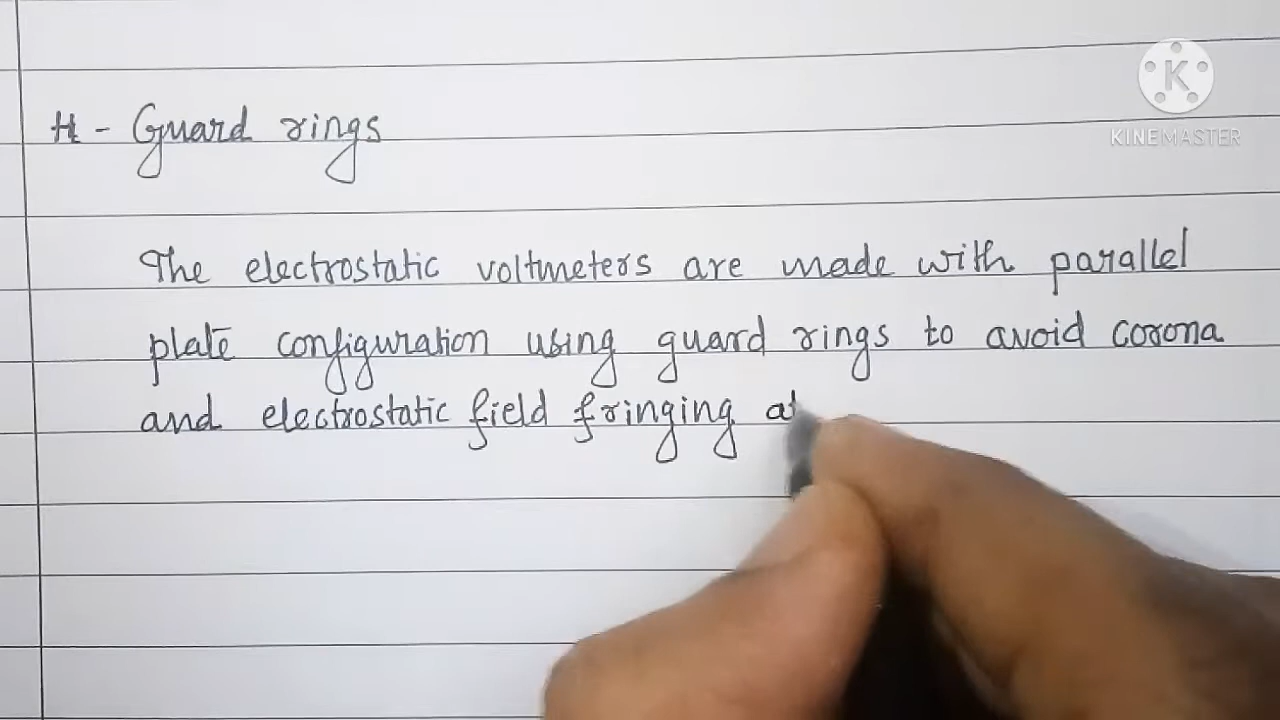 H - Guard rings
KINEMASTER
The electrostatic voltmeters are made with parallel
plate configuration using guard rings to avoid corona
and electrostatic field fringing at